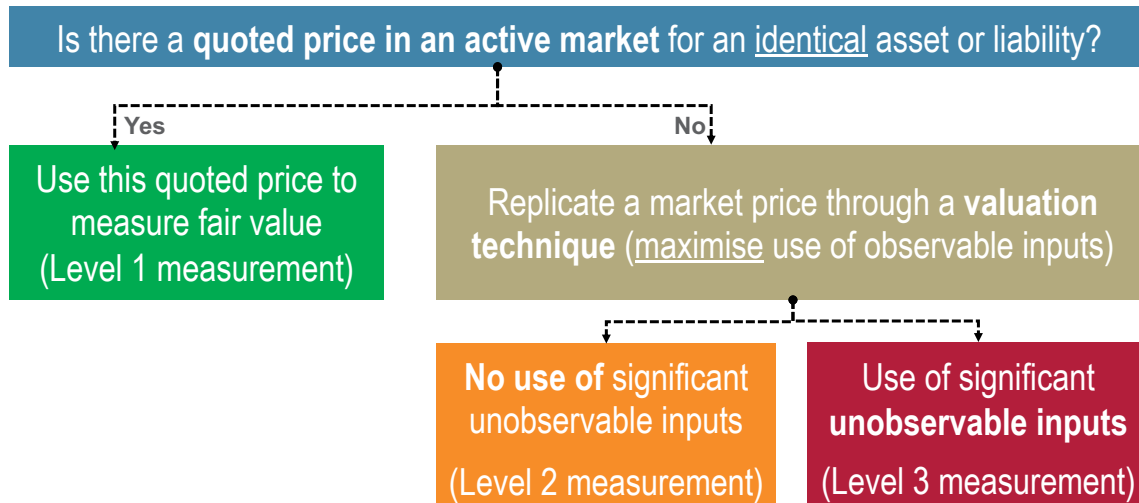 Is there a quoted price in an active market for an identical asset or liability?
Yes
No
Use this quoted price to
measure fair value
(Level 1 measurement)
Replicate a market price through a valuation
technique (maximise use of observable inputs)
No use of significant
unobservable inputs
(Level 2 measurement)
Use of significant
unobservable inputs
(Level 3 measurement)